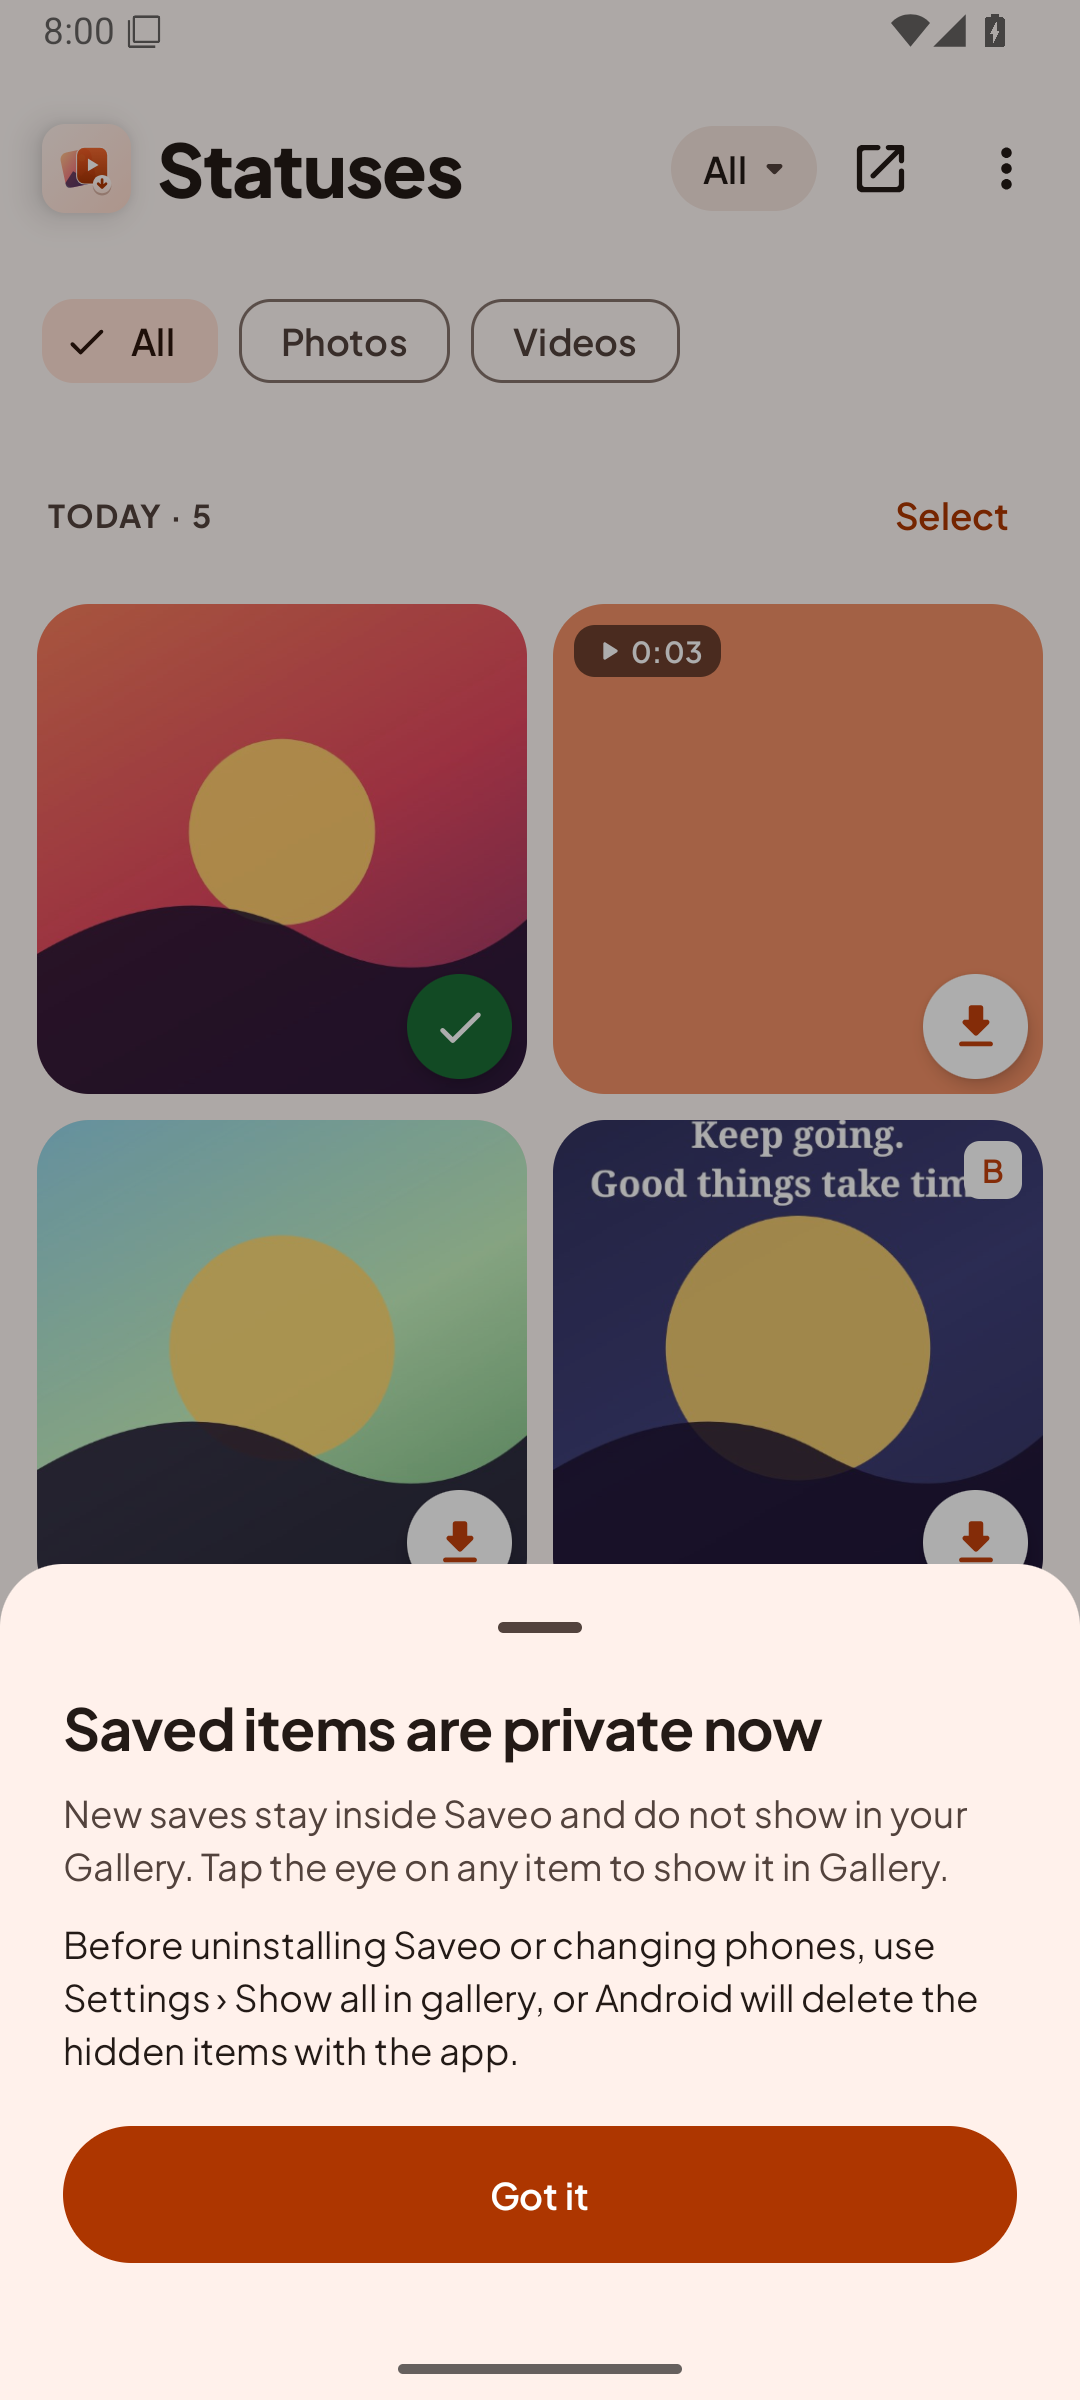 8:00
Statuses
All
All
Photos
Videos
TODAY · 5
Select
0:03
Keep going.
Good things take tim
B
Saved items are private now
New saves stay inside Saveo and do not show in your
Gallery. Tap the eye on any item to show it in Gallery.
Before uninstalling Saveo or changing phones, use
Settings › Show all in gallery, or Android will delete the
hidden items with the app.
Got it